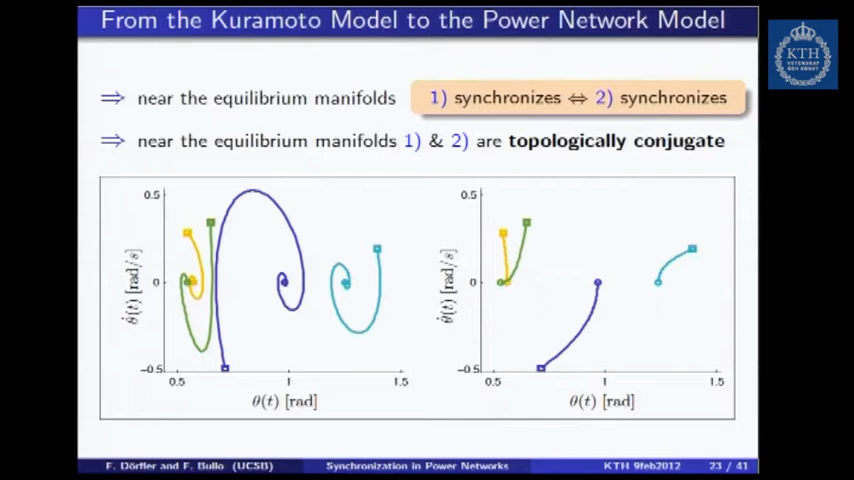 From the Kuramoto Model to the Power Network Model
KTH
VETENSKAP
OCH KONST
⇒ near the equilibrium manifolds 1) synchronizes ⇔ 2) synchronizes
⇒ near the equilibrium manifolds 1) & 2) are topologically conjugate
0.5
0
−0.5
θ̇(t) [rad/s]
0.5 1 1.5
θ(t) [rad]
0.5
0
−0.5
θ̇(t) [rad/s]
0.5 1 1.5
θ(t) [rad]
F. Dörfler and F. Bullo (UCSB) Synchronization in Power Networks KTH 9feb2012 23 / 41